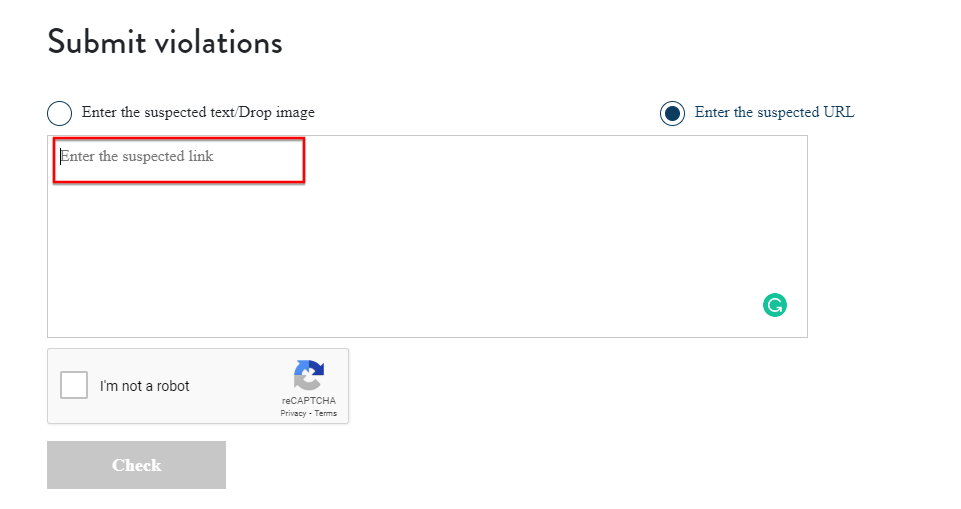 Submit violations
Enter the suspected text/Drop image
Enter the suspected URL
Enter the suspected link
I'm not a robot
reCAPTCHA
Privacy - Terms
Check